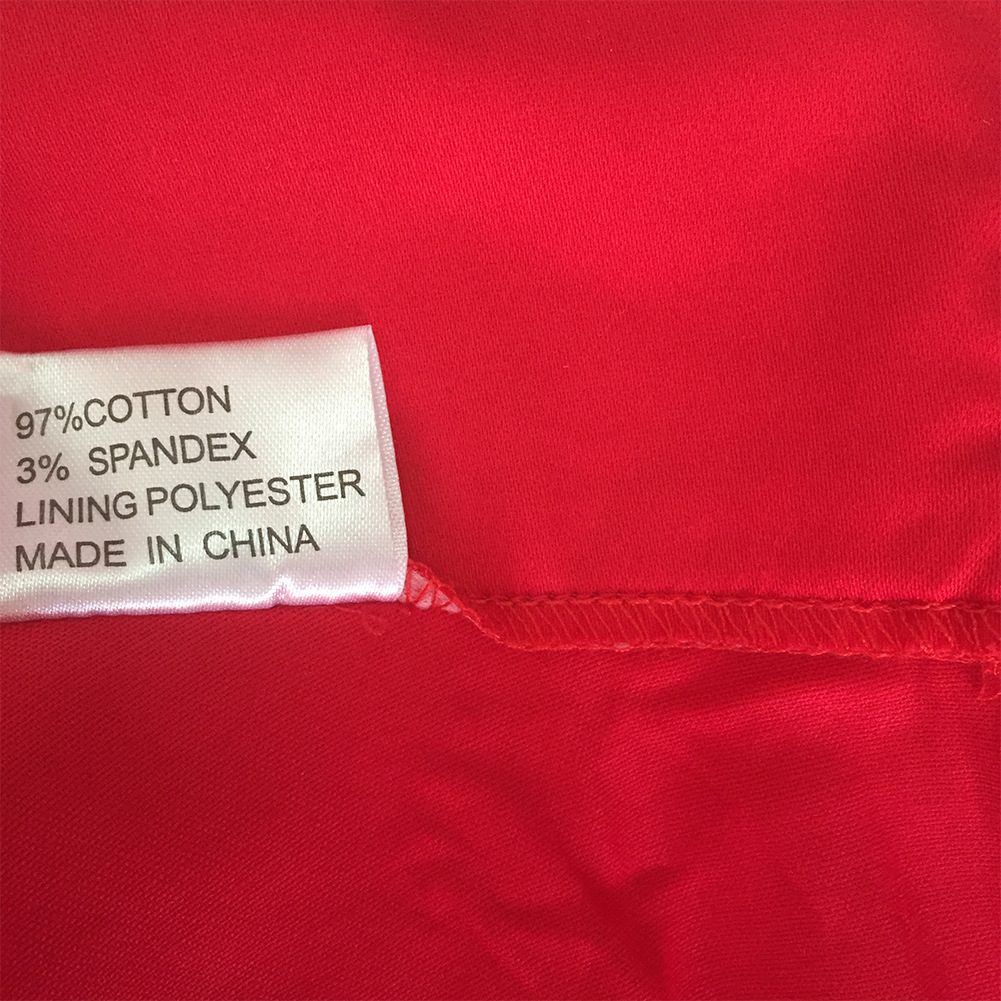 97%COTTON
3% SPANDEX
LINING POLYESTER
MADE IN CHINA